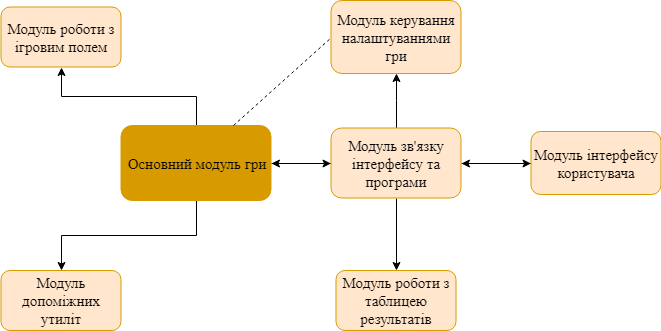 Модуль роботи з
ігровим полем
Модуль керування
налаштуваннями
гри
Основний модуль гри
Модуль зв'язку
інтерфейсу та
програми
Модуль інтерфейсу
користувача
Модуль
допоміжних
утиліт
Модуль роботи з
таблицею
результатів